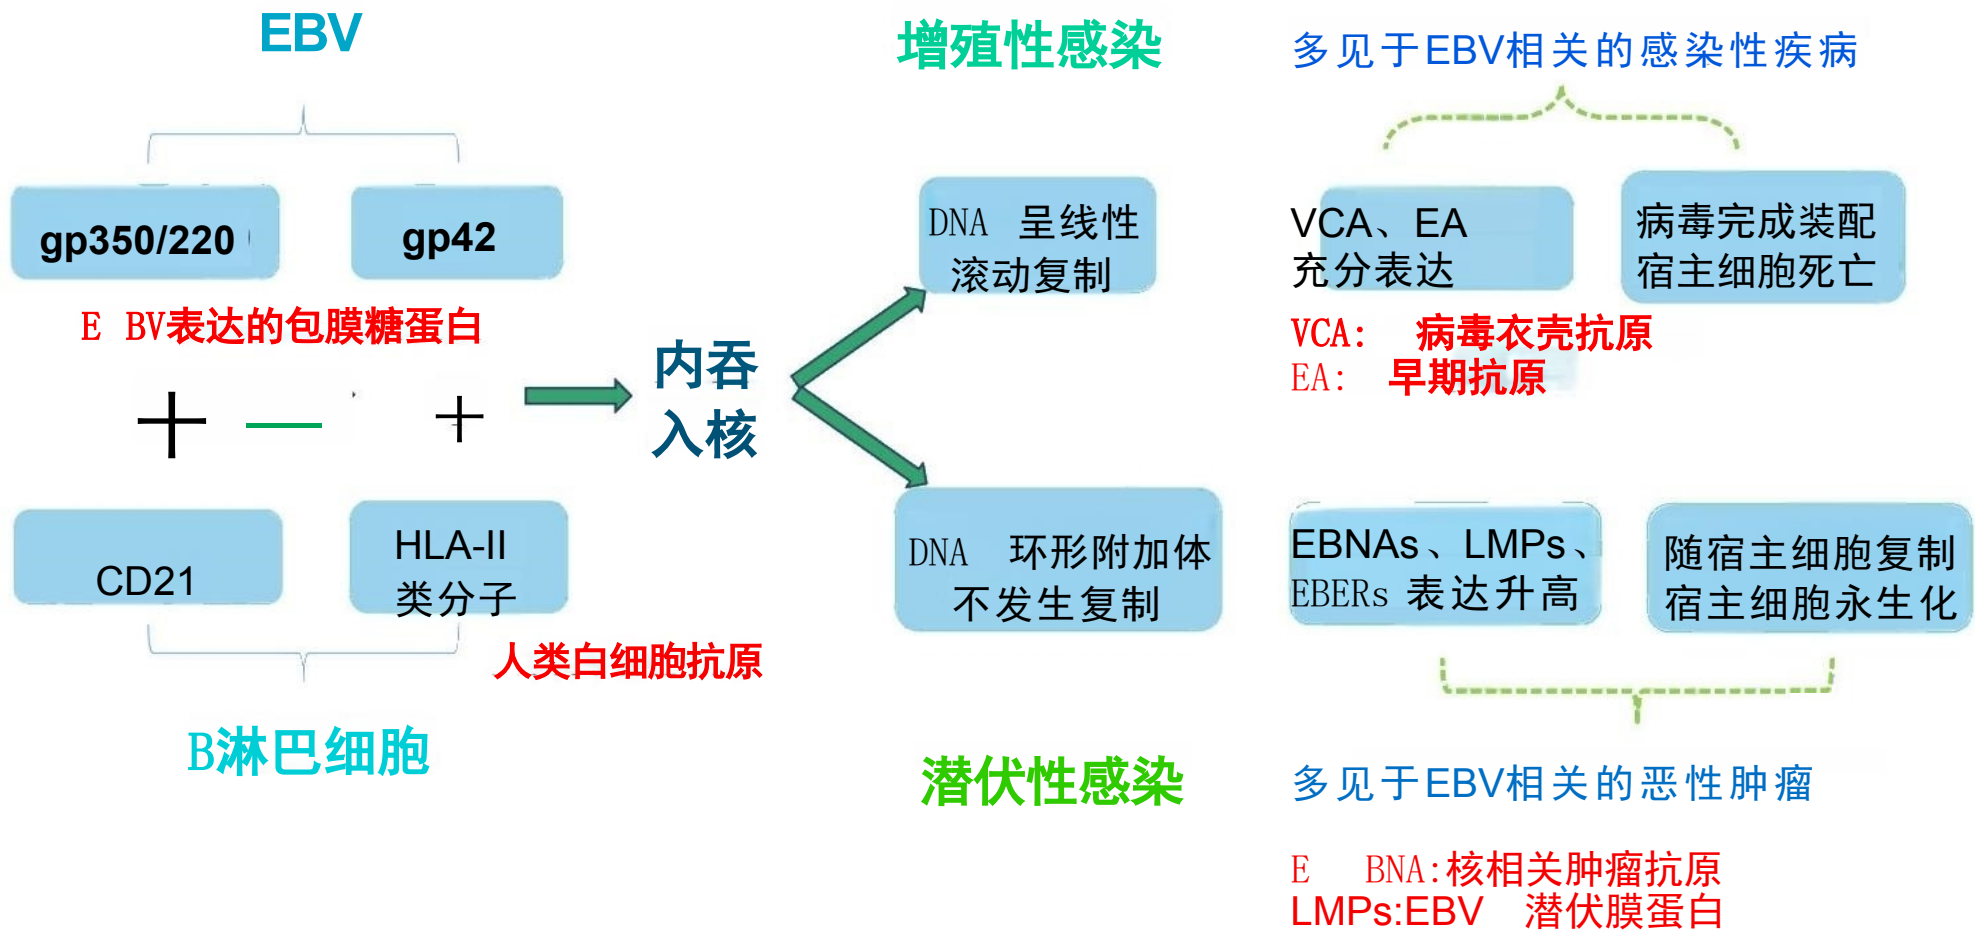 EBV
gp350/220
gp42
E BV表达的包膜糖蛋白
CD21
HLA-II
类分子
人类白细胞抗原
B淋巴细胞
内吞
入核
增殖性感染
多见于EBV相关的感染性疾病
DNA 呈线性
滚动复制
VCA、EA
充分表达
病毒完成装配
宿主细胞死亡
VCA: 病毒衣壳抗原
EA: 早期抗原
DNA 环形附加体
不发生复制
EBNAs、LMPs、
EBERs 表达升高
随宿主细胞复制
宿主细胞永生化
潜伏性感染
多见于EBV相关的恶性肿瘤
E BNA:核相关肿瘤抗原
LMPs:EBV 潜伏膜蛋白